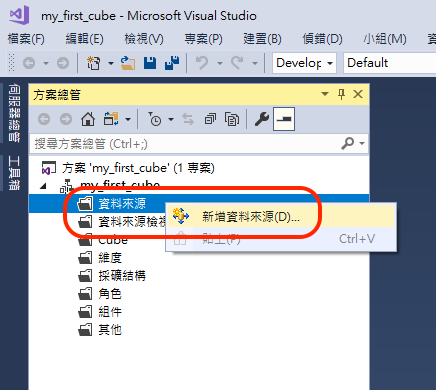 my_first_cube - Microsoft Visual Studio
檔案(F) 編輯(E) 檢視(V) 專案(P) 建置(B) 偵錯(D) 小組(M)
Develop Default
伺服器總管
工具箱
方案總管
搜尋方案總管 (Ctrl+;)
方案 'my_first_cube' (1 專案)
my_first_cube
資料來源
新增資料來源(D)...
資料來源檢視
貼上(P) Ctrl+V
Cube
維度
採礦結構
角色
組件
其他